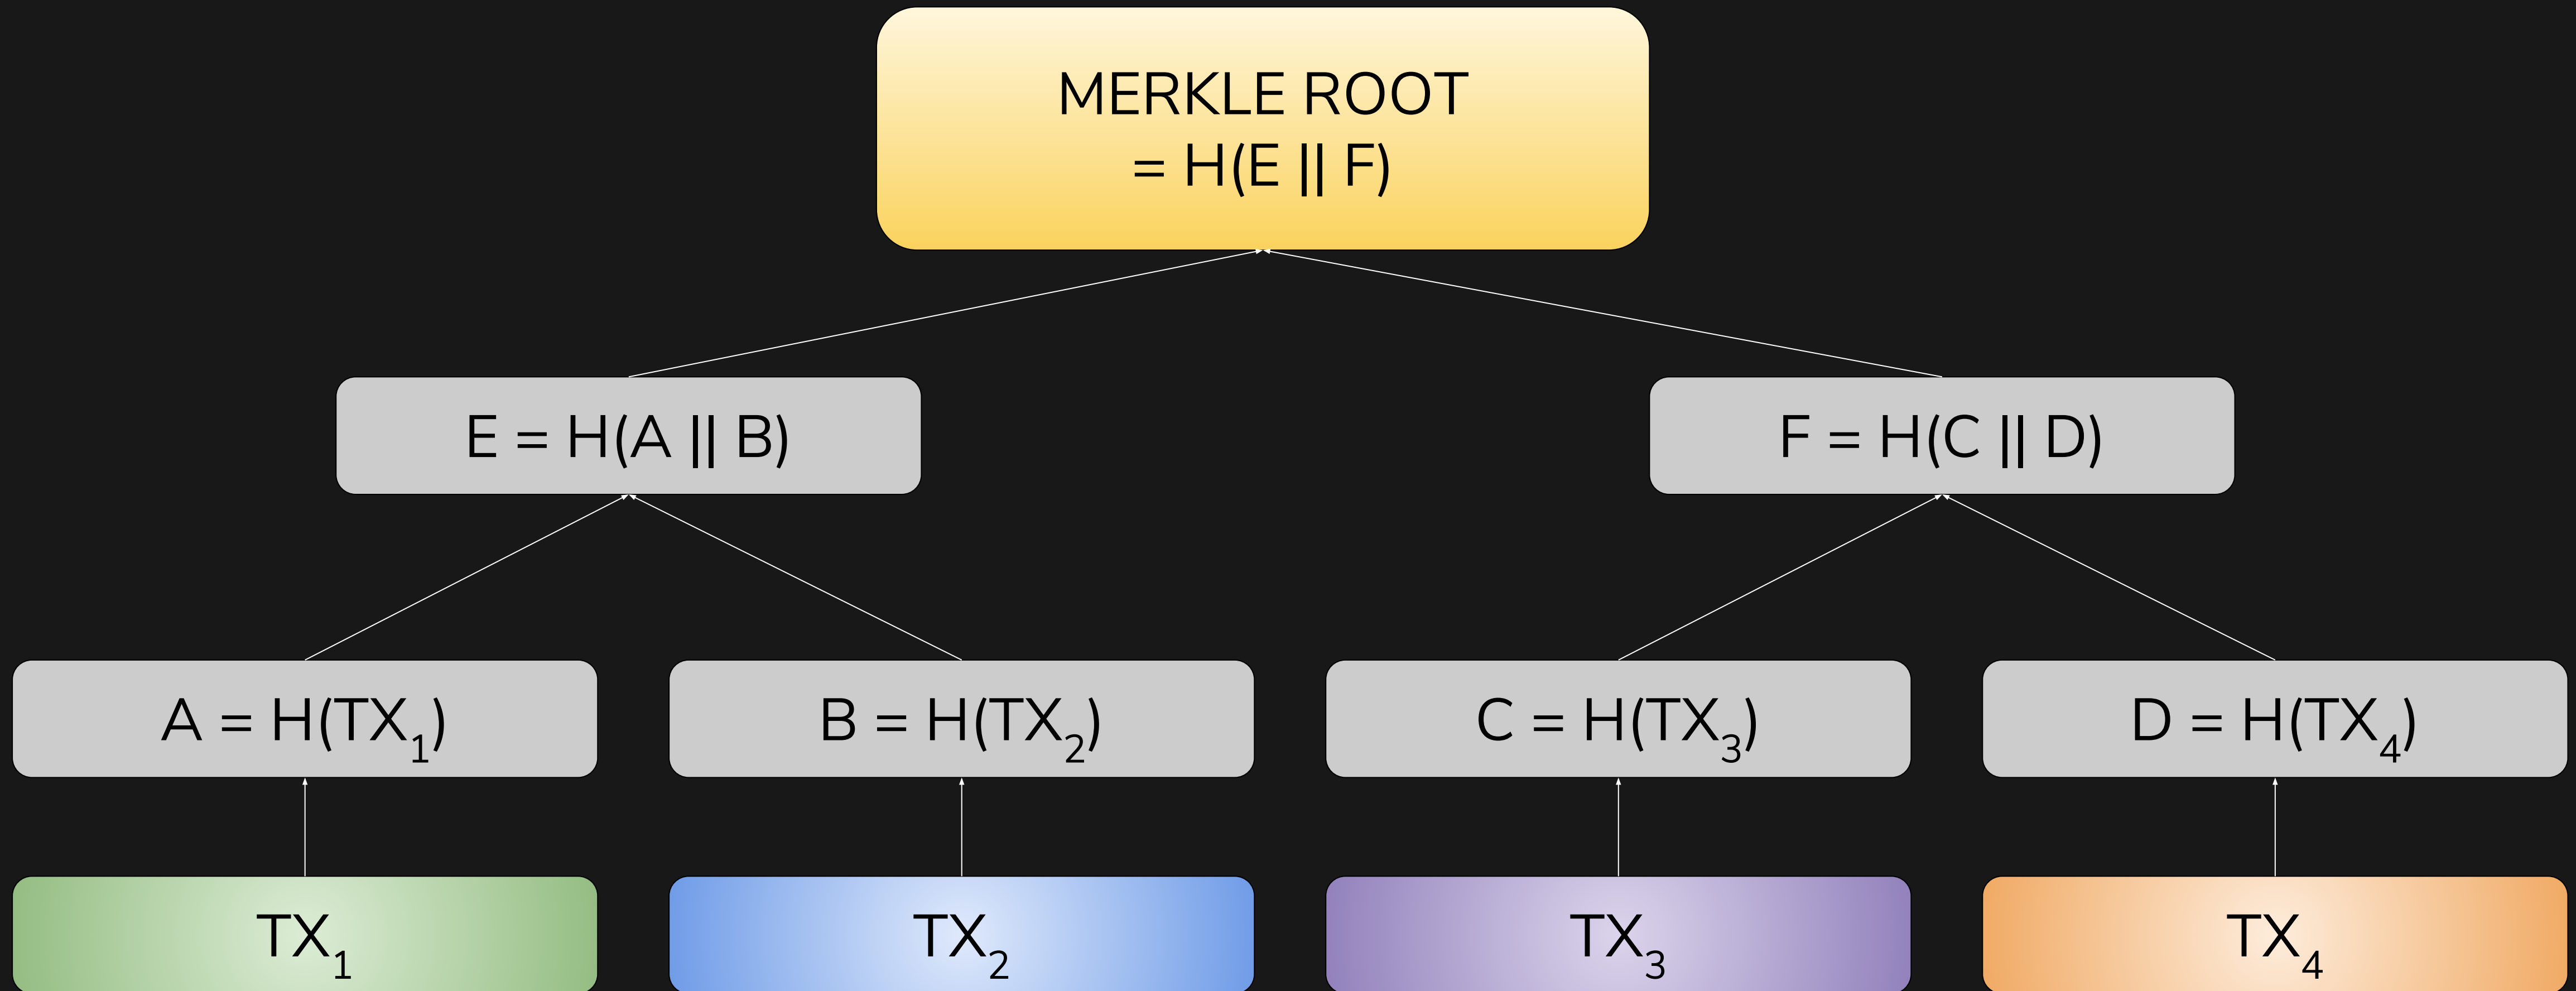 MERKLE ROOT
= H(E || F)
E = H(A || B)
F = H(C || D)
A = H(TX₁)
B = H(TX₂)
C = H(TX₃)
D = H(TX₄)
TX₁
TX₂
TX₃
TX₄